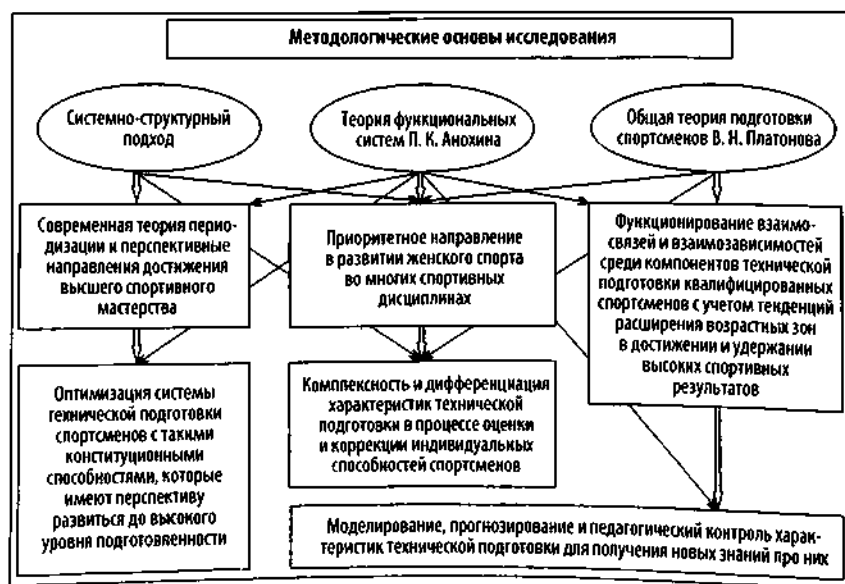 Методологические основы исследования
Системно-структурный
подход
Теория функциональных
систем П. К. Анохина
Общая теория подготовки
спортсменов В. Н. Платонова
Современная теория перио-
дизации и перспективные
направления достижения
высшего спортивного
мастерства
Приоритетное направление
в развитии женского спорта
во многих спортивных
дисциплинах
Функционирование взаимо-
связей и взаимозависимостей
среди компонентов технической
подготовки квалифицированных
спортсменов с учетом тенденций
расширения возрастных зон
в достижении и удержании
высоких спортивных
результатов
Оптимизация системы
технической подготовки
спортсменов с такими
конституционными
способностями, которые
имеют перспективу
развиться до высокого
уровня подготовленности
Комплексность и дифференциация
характеристик технической
подготовки в процессе оценки
и коррекции индивидуальных
способностей спортсменов
Моделирование, прогнозирование и педагогический контроль харак-
теристик технической подготовки для получения новых знаний про них